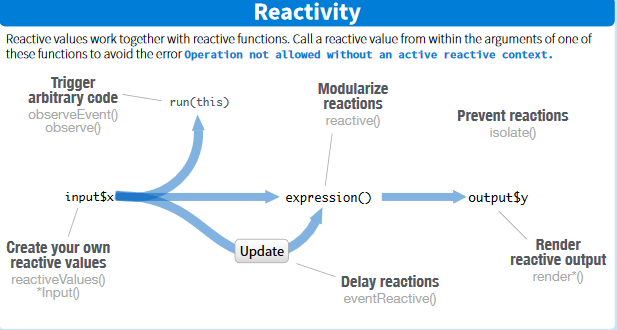 Reactivity
Reactive values work together with reactive functions. Call a reactive value from within the arguments of one of
these functions to avoid the error Operation not allowed without an active reactive context.
Trigger
arbitrary code
observeEvent()
observe()
run(this)
Modularize
reactions
reactive()
Prevent reactions
isolate()
input$x
expression()
output$y
Create your own
reactive values
reactiveValues()
*Input()
Update
Delay reactions
eventReactive()
Render
reactive output
render*()